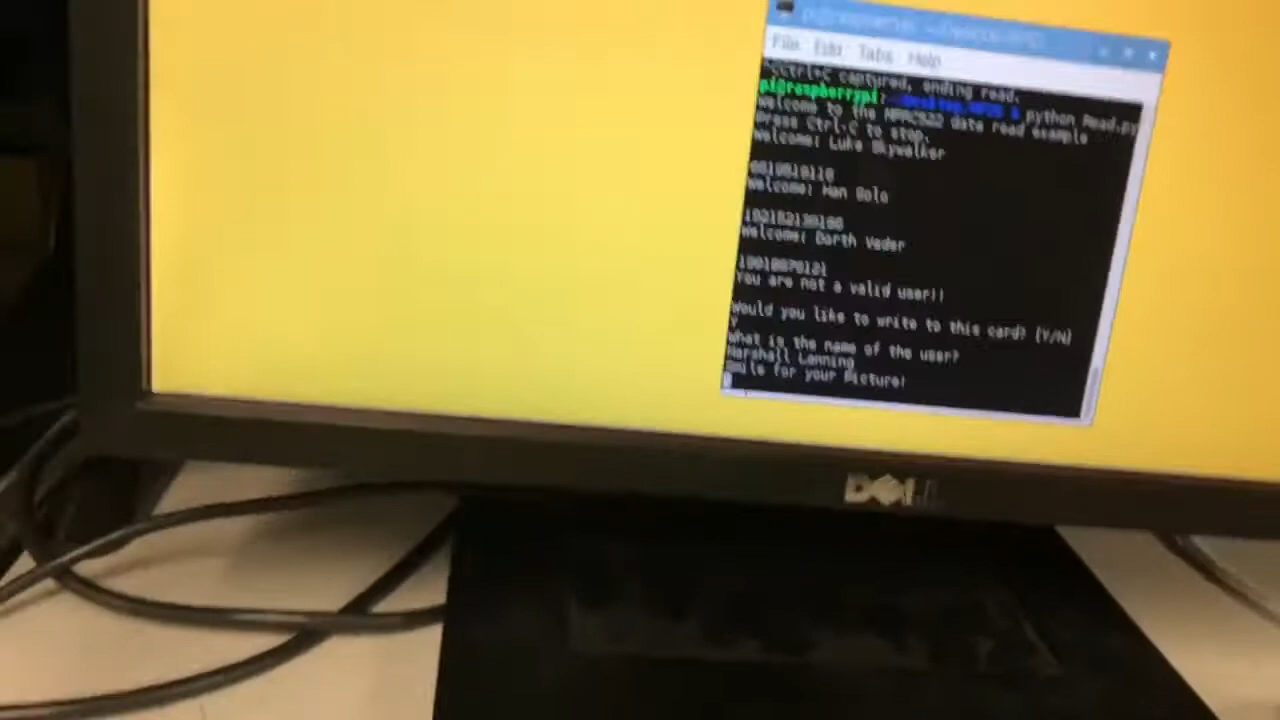 File Edit Tabs Help
^CCtrl+C captured, ending read.
pi@raspberrypi: $ python Read.py
Welcome to the MFRC522 data read example
Press Ctrl-C to stop.
Welcome: Luke Skywalker
Welcome: Han Solo
Welcome: Darth Vader
You are not a valid user!!
Would you like to write to this card? (Y/N)
Y
What is the name of the user?
Marshall Lanning
Smile for your Picture!
DELL